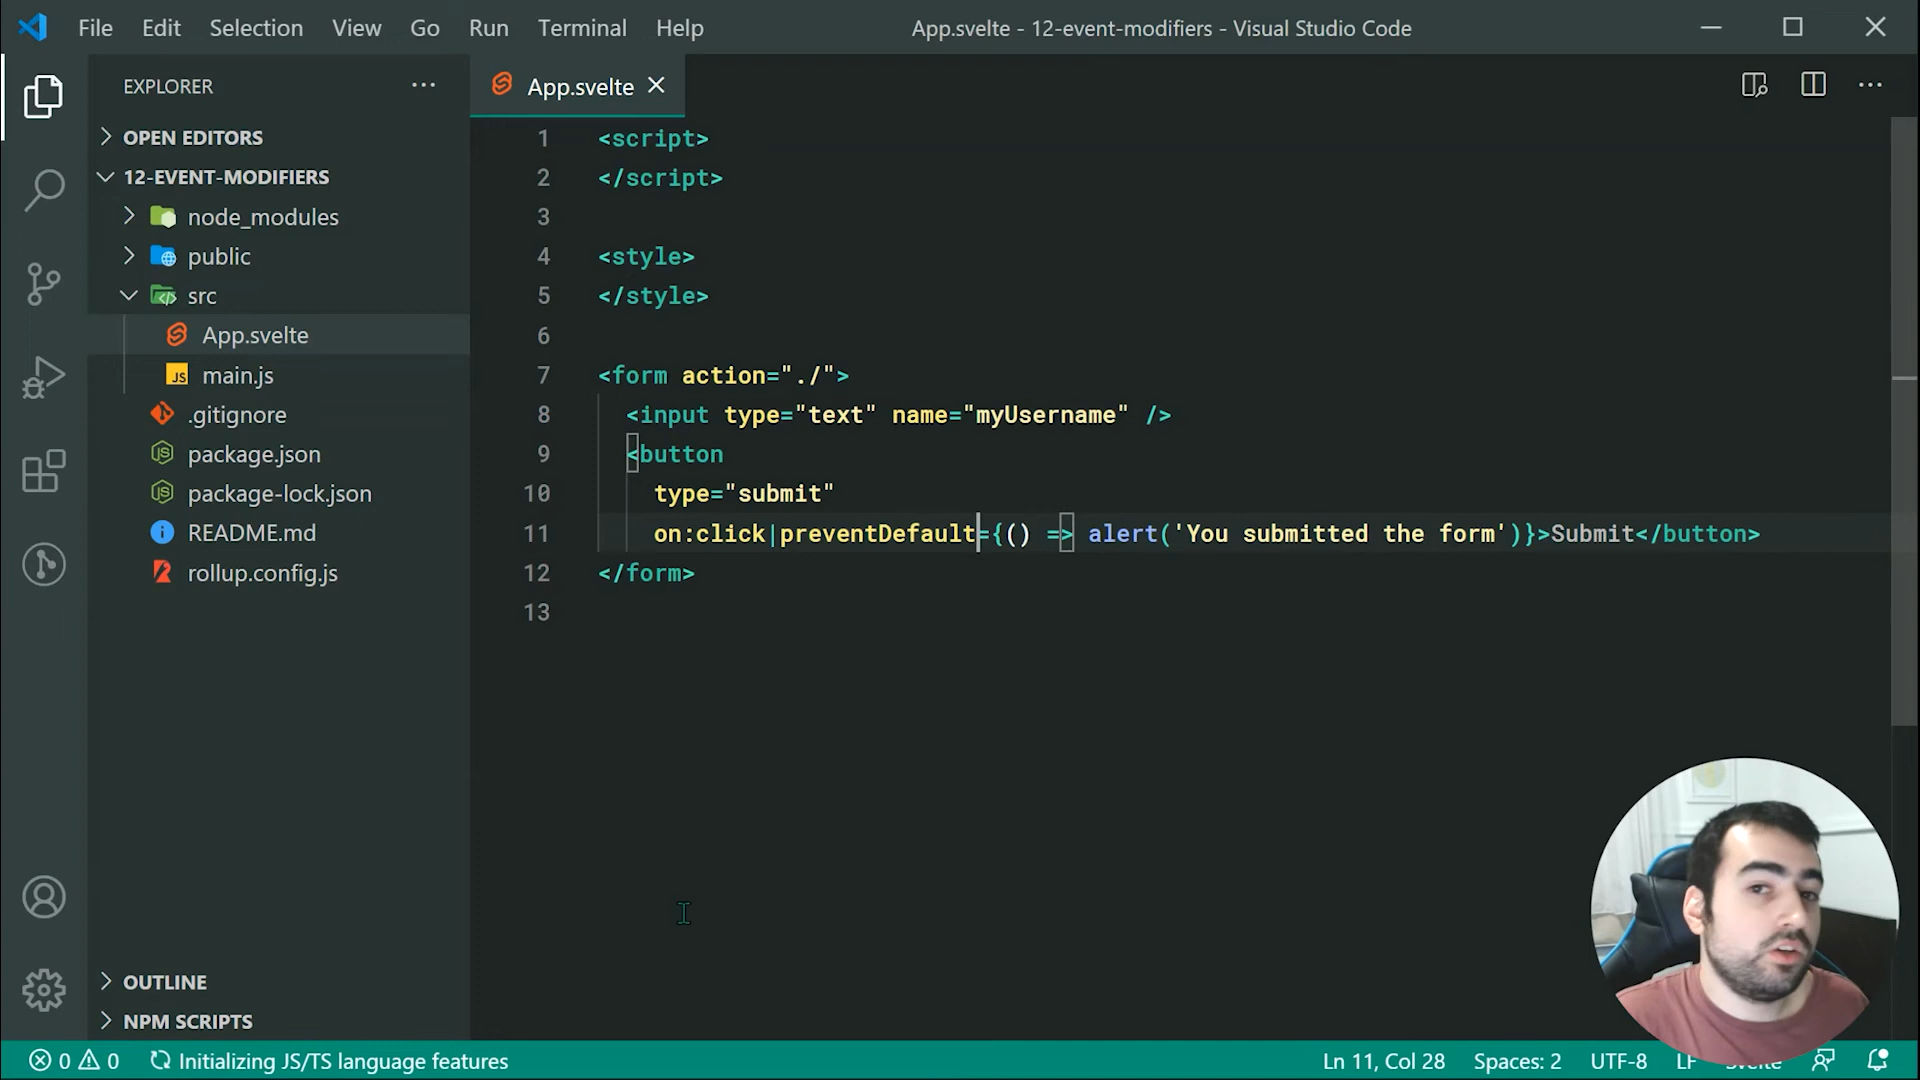 File Edit Selection View Go Run Terminal Help
App.svelte - 12-event-modifiers - Visual Studio Code
EXPLORER
OPEN EDITORS
12-EVENT-MODIFIERS
node_modules
public
src
App.svelte
JS main.js
.gitignore
package.json
package-lock.json
README.md
rollup.config.js
OUTLINE
NPM SCRIPTS
App.svelte
1 <script>
2 </script>
3
4 <style>
5 </style>
6
7 <form action="./">
8 <input type="text" name="myUsername" />
9 <button
10 type="submit"
11 on:click|preventDefault={() => alert('You submitted the form')}>Submit</button>
12 </form>
13
0 0 Initializing JS/TS language features
Ln 11, Col 28 Spaces: 2 UTF-8 LF Svelte